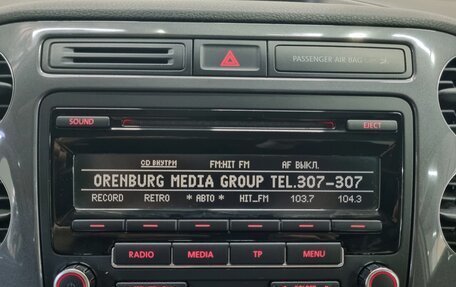 PASSENGER AIR BAG
SOUND
EJECT
CD ВНУТРИ FM:HIT FM AF ВЫКЛ.
ORENBURG MEDIA GROUP TEL.307-307
RECORD RETRO * АВТО * HIT_FM 103.7 104.3
RADIO MEDIA TP MENU